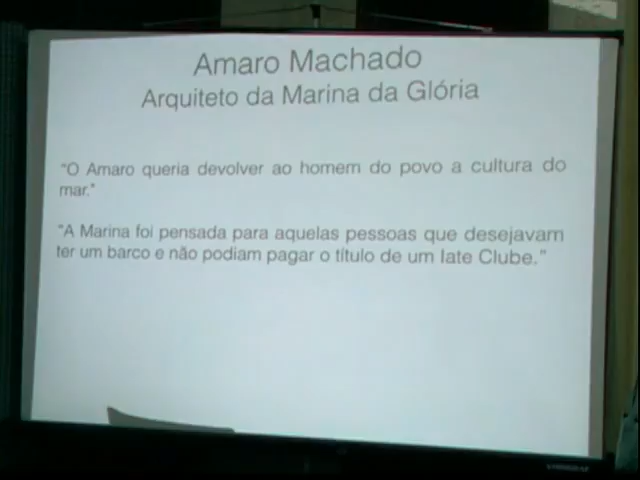 Amaro Machado
Arquiteto da Marina da Glória
"O Amaro queria devolver ao homem do povo a cultura do
mar."
"A Marina foi pensada para aquelas pessoas que desejavam
ter um barco e não podiam pagar o título de um Iate Clube."